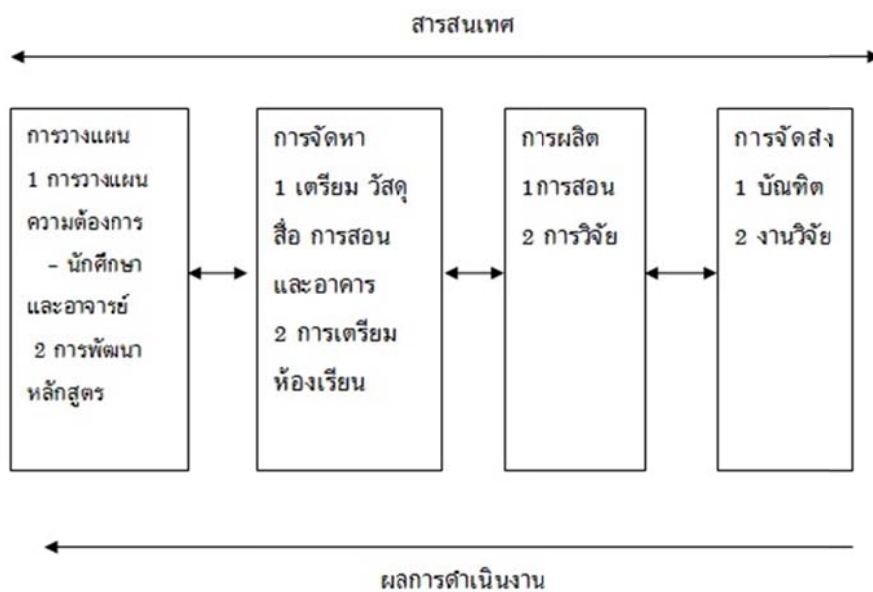 สารสนเทศ
การวางแผน
1 การวางแผน
ความต้องการ
- นักศึกษา
และอาจารย์
2 การพัฒนา
หลักสูตร
การจัดหา
1 เตรียม วัสดุ
สื่อ การสอน
และอาคาร
2 การเตรียม
ห้องเรียน
การผลิต
1การสอน
2 การวิจัย
การจัดส่ง
1 บัณฑิต
2 งานวิจัย
ผลการดำเนินงาน